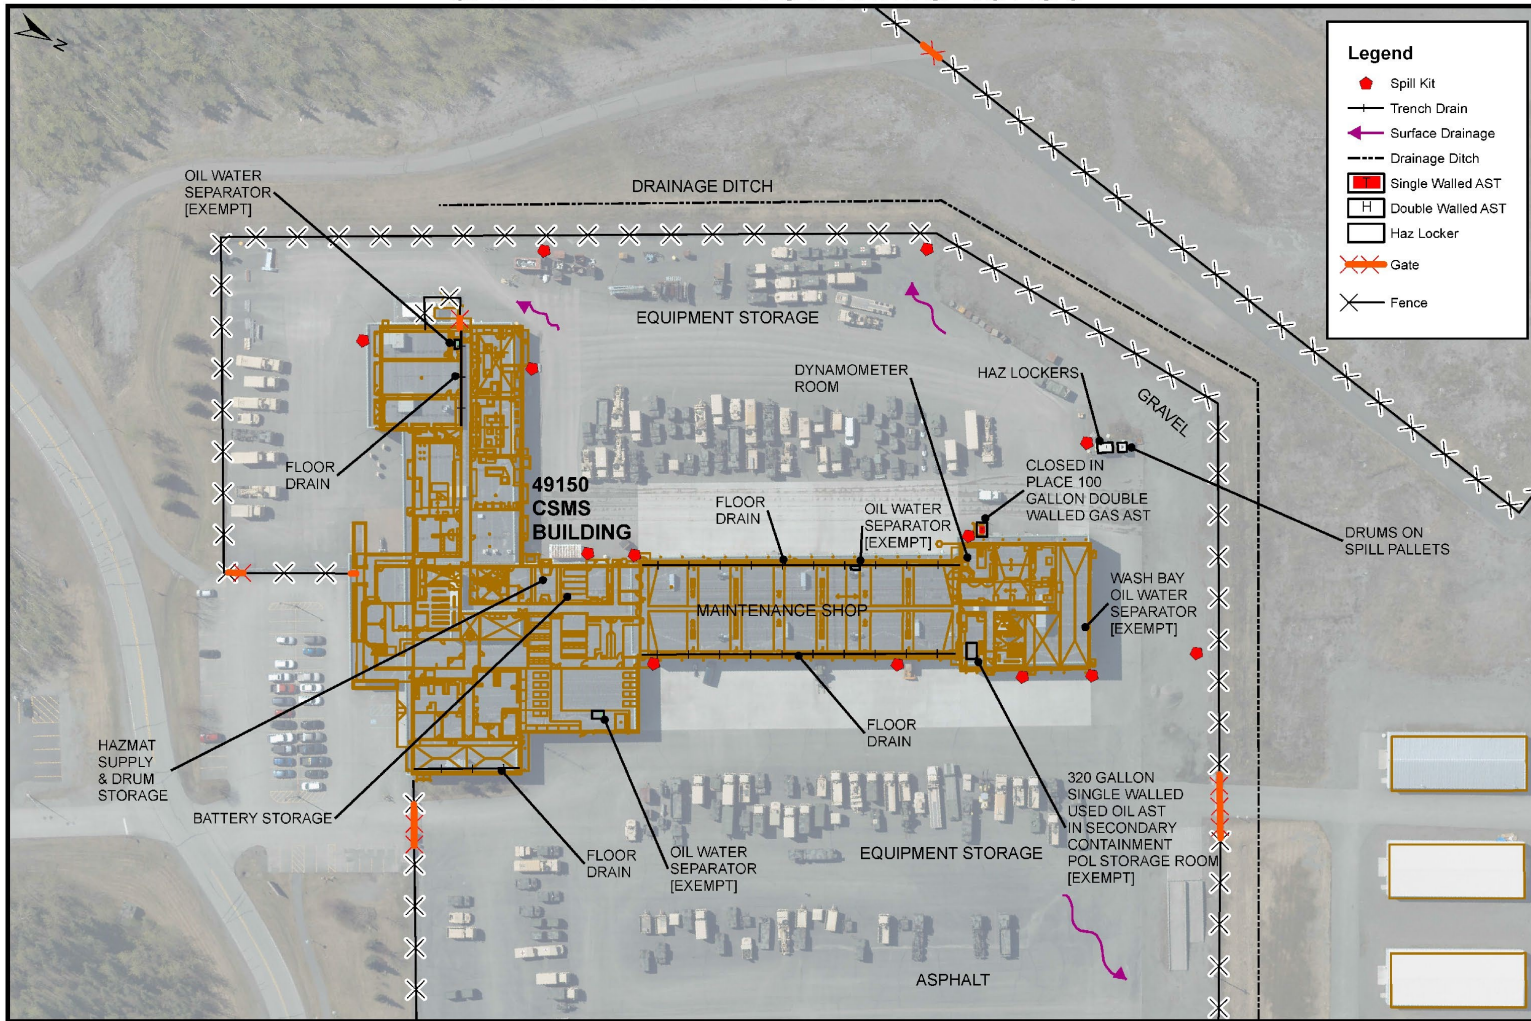 N
Legend
Spill Kit
Trench Drain
Surface Drainage
Drainage Ditch
T
Single Walled AST
H
Double Walled AST
Haz Locker
Gate
Fence
OIL WATER
SEPARATOR
[EXEMPT]
DRAINAGE DITCH
EQUIPMENT STORAGE
DYNAMOMETER
ROOM
HAZ LOCKERS
GRAVEL
FLOOR
DRAIN
49150
CSMS
BUILDING
FLOOR
DRAIN
OIL WATER
SEPARATOR
[EXEMPT]
CLOSED IN
PLACE 100
GALLON DOUBLE
WALLED GAS AST
DRUMS ON
SPILL PALLETS
MAINTENANCE SHOP
WASH BAY
OIL WATER
SEPARATOR
[EXEMPT]
HAZMAT
SUPPLY
& DRUM
STORAGE
BATTERY STORAGE
FLOOR
DRAIN
OIL WATER
SEPARATOR
[EXEMPT]
FLOOR
DRAIN
EQUIPMENT STORAGE
320 GALLON
SINGLE WALLED
USED OIL AST
IN SECONDARY
CONTAINMENT
POL STORAGE ROOM
[EXEMPT]
ASPHALT